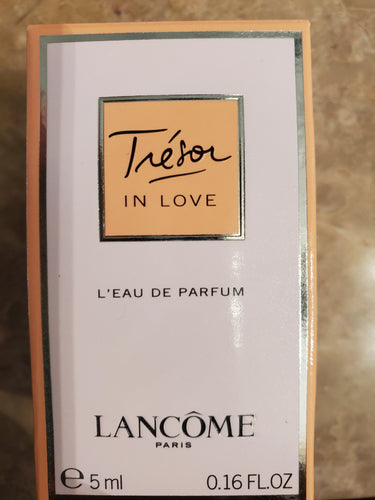 Trésor
IN LOVE
L'EAU DE PARFUM
LANCÔME
PARIS
℮ 5 ml 0.16 FL.OZ